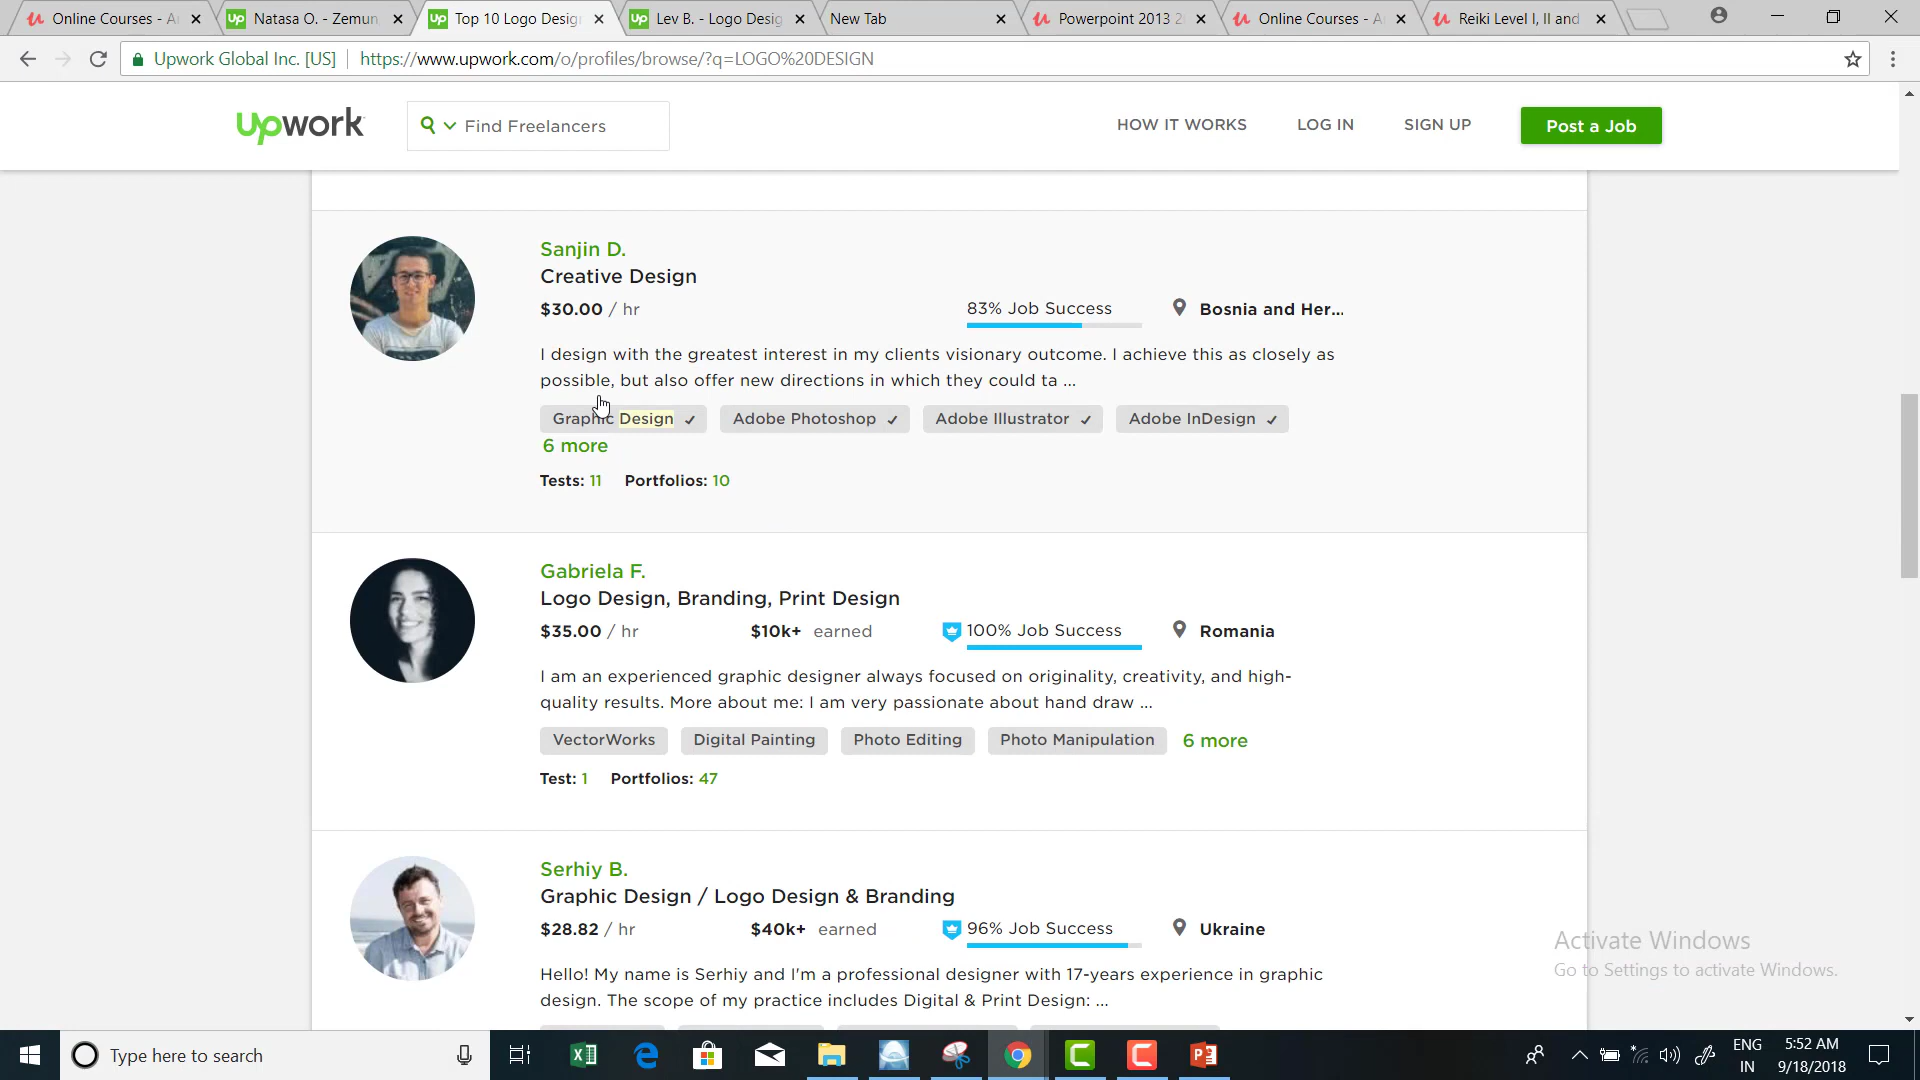 Online Courses - A
Natasa O. - Zemun
Top 10 Logo Desig
Lev B. - Logo Desig
New Tab
Powerpoint 2013 2
Online Courses - A
Reiki Level I, II and
Upwork Global Inc. [US]
https://www.upwork.com/o/profiles/browse/?q=LOGO%20DESIGN
upwork
Find Freelancers
HOW IT WORKS
LOG IN
SIGN UP
Post a Job
Sanjin D.
Creative Design
$30.00 / hr
83% Job Success
Bosnia and Her...
I design with the greatest interest in my clients visionary outcome. I achieve this as closely as
possible, but also offer new directions in which they could ta ...
Graphic Design
Adobe Photoshop
Adobe Illustrator
Adobe InDesign
6 more
Tests: 11 Portfolios: 10
Gabriela F.
Logo Design, Branding, Print Design
$35.00 / hr
$10k+ earned
100% Job Success
Romania
I am an experienced graphic designer always focused on originality, creativity, and high-
quality results. More about me: I am very passionate about hand draw ...
VectorWorks
Digital Painting
Photo Editing
Photo Manipulation
6 more
Test: 1 Portfolios: 47
Serhiy B.
Graphic Design / Logo Design & Branding
$28.82 / hr
$40k+ earned
96% Job Success
Ukraine
Hello! My name is Serhiy and I'm a professional designer with 17-years experience in graphic
design. The scope of my practice includes Digital & Print Design: ...
Activate Windows
Go to Settings to activate Windows.
Type here to search
ENG
IN
5:52 AM
9/18/2018